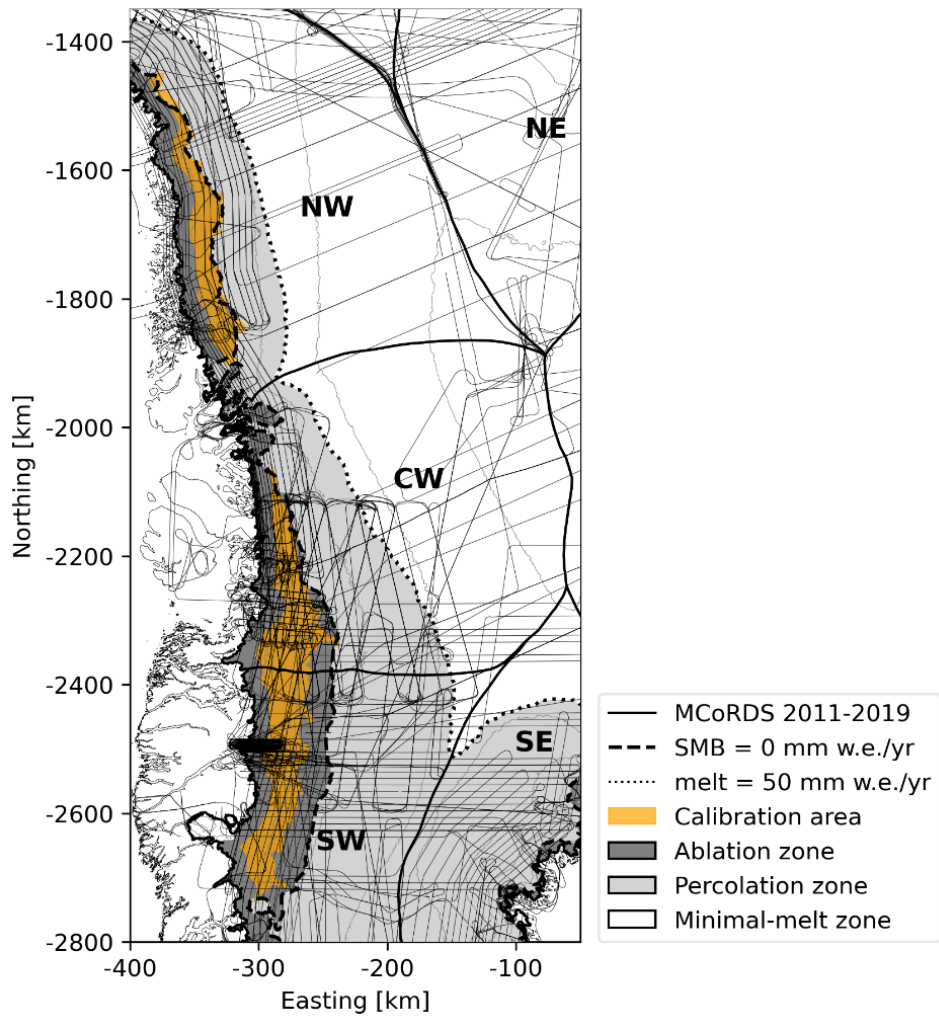 -1400
-1600
-1800
-2000
-2200
-2400
-2600
-2800
Northing [km]
-400
-300
-200
-100
Easting [km]
NE
NW
CW
SE
SW
MCoRDS 2011-2019
SMB = 0 mm w.e./yr
melt = 50 mm w.e./yr
Calibration area
Ablation zone
Percolation zone
Minimal-melt zone